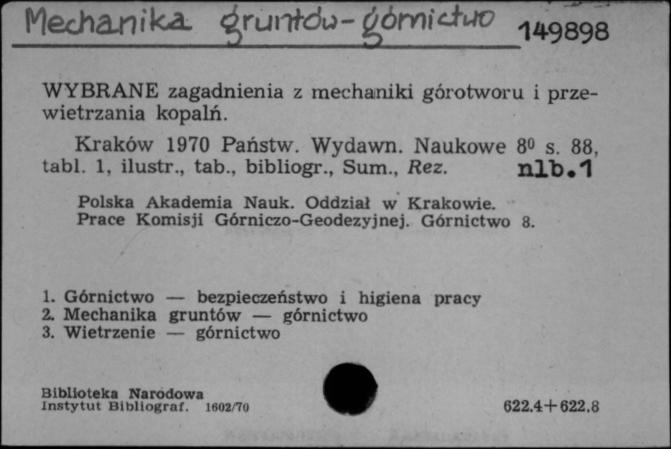 Mechanika gruntów-górnictwo
149898
WYBRANE zagadnienia z mechaniki górotworu i prze-
wietrzania kopalń.
Kraków 1970 Państw. Wydawn. Naukowe 8⁰ s. 88,
tabl. 1, ilustr., tab., bibliogr., Sum., Rez. nlb.1
Polska Akademia Nauk. Oddział w Krakowie.
Prace Komisji Górniczo-Geodezyjnej. Górnictwo 8.
1. Górnictwo — bezpieczeństwo i higiena pracy
2. Mechanika gruntów — górnictwo
3. Wietrzenie — górnictwo
Biblioteka Narodowa
Instytut Bibliograf. 1602/70
622.4+622.8